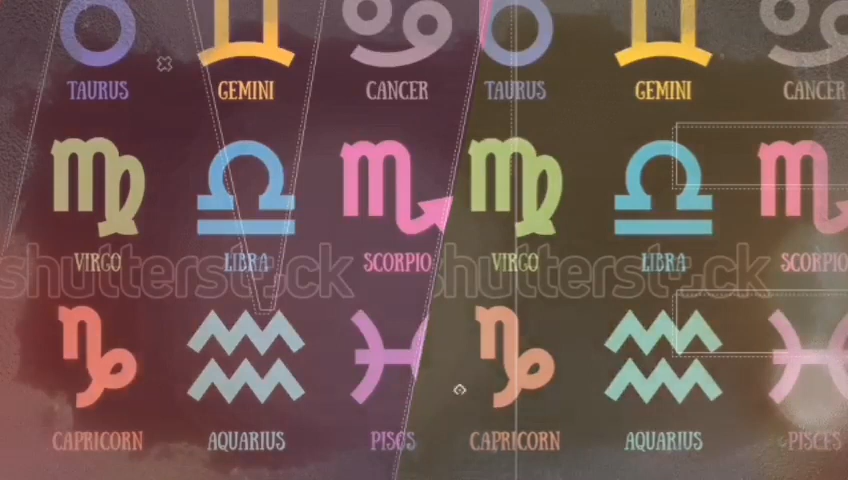 TAURUS GEMINI CANCER TAURUS GEMINI CANCER
VIRGO LIBRA SCORPIO VIRGO LIBRA SCORPIO
shutterstock shutterstock
CAPRICORN AQUARIUS PISCS CAPRICORN AQUARIUS PISCES